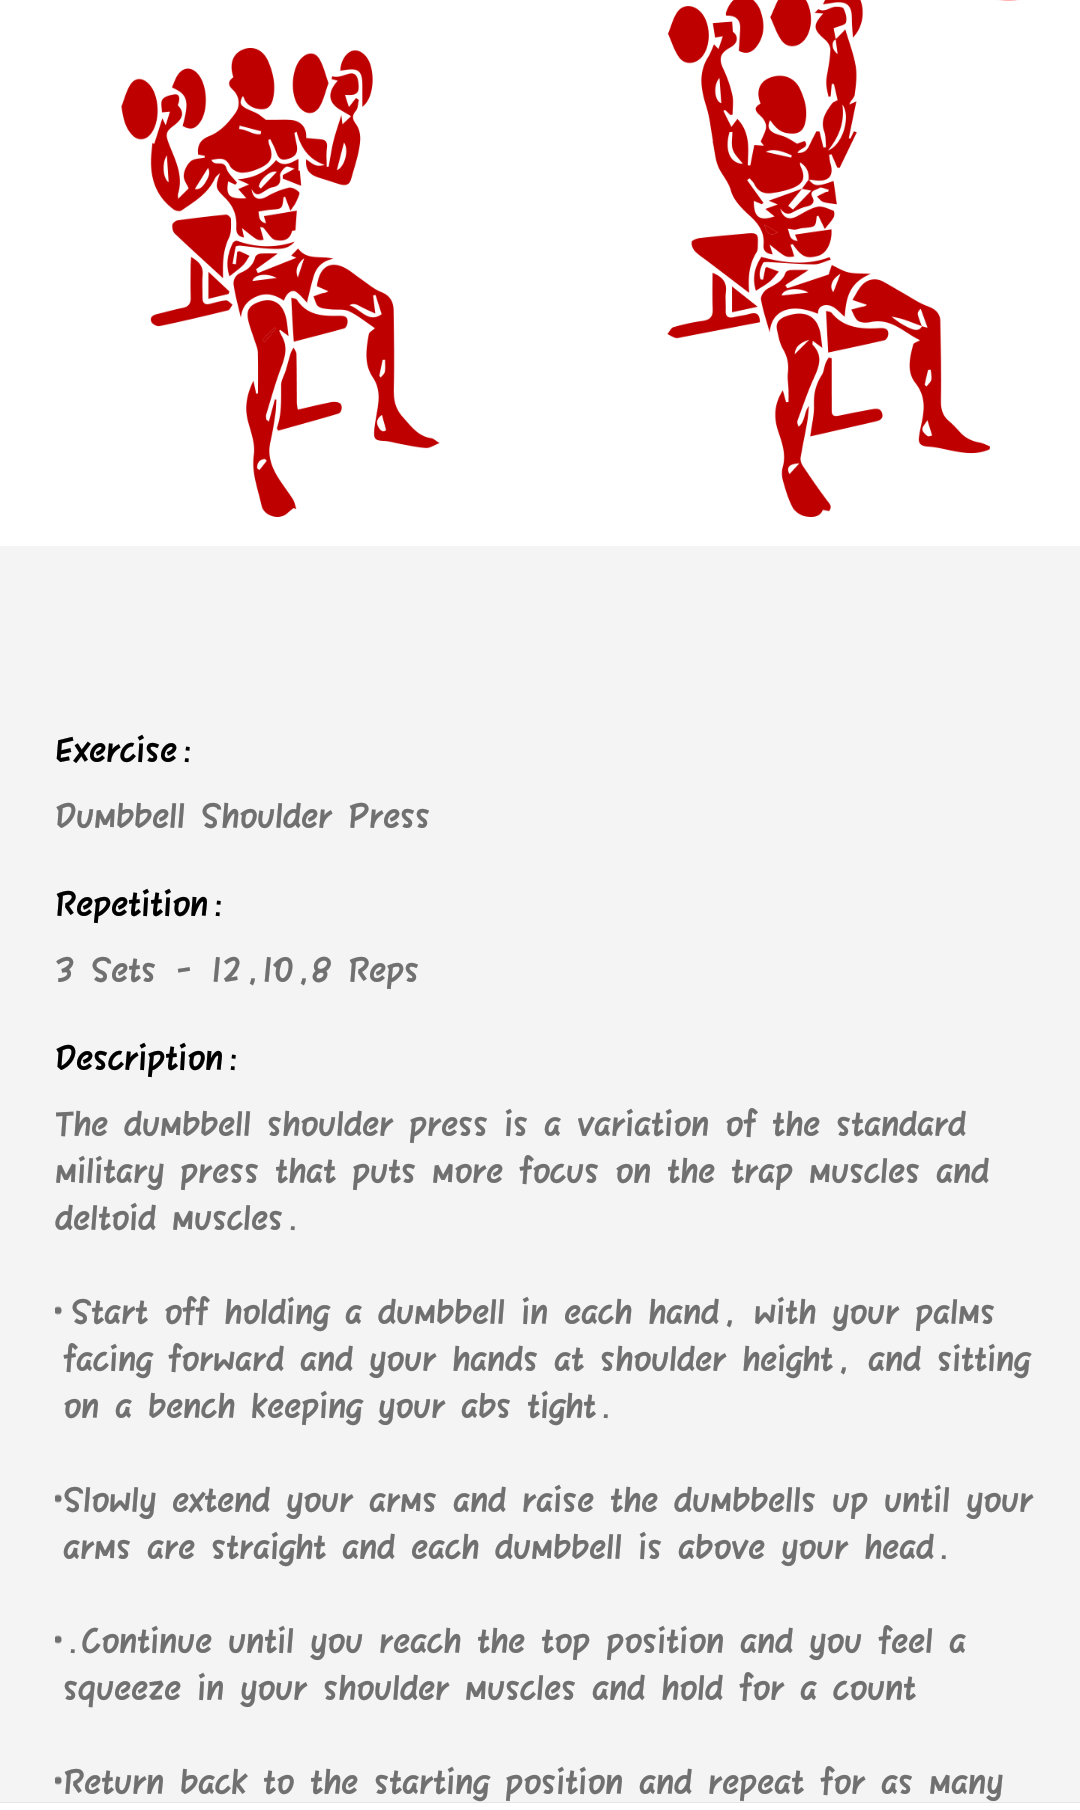 Exercise:
Dumbbell Shoulder Press
Repetition:
3 Sets - 12,10,8 Reps
Description:
The dumbbell shoulder press is a variation of the standard
military press that puts more focus on the trap muscles and
deltoid muscles.
• Start off holding a dumbbell in each hand, with your palms
facing forward and your hands at shoulder height, and sitting
on a bench keeping your abs tight.
•Slowly extend your arms and raise the dumbbells up until your
arms are straight and each dumbbell is above your head.
•.Continue until you reach the top position and you feel a
squeeze in your shoulder muscles and hold for a count
•Return back to the starting position and repeat for as many